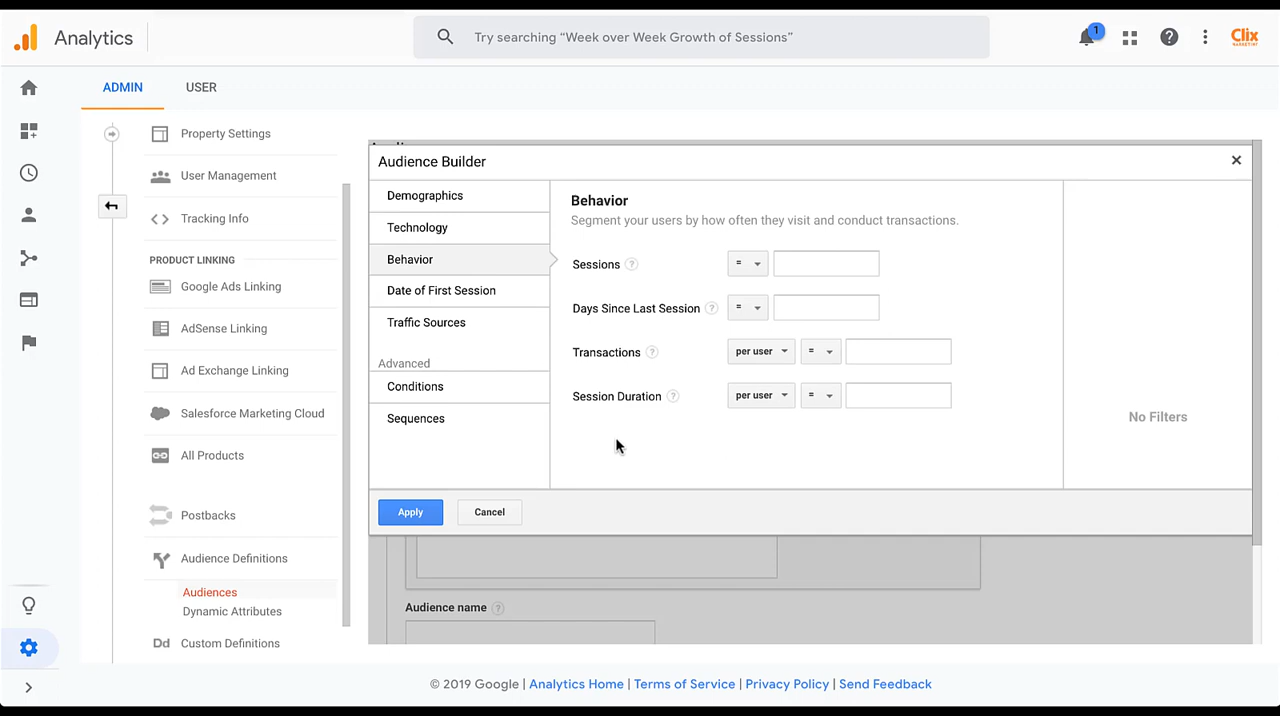 Analytics
Try searching “Week over Week Growth of Sessions”
1
Clix
MARKETING
ADMIN
USER
Property Settings
User Management
Tracking Info
PRODUCT LINKING
Google Ads Linking
AdSense Linking
Ad Exchange Linking
Salesforce Marketing Cloud
All Products
Postbacks
Audience Definitions
Audiences
Dynamic Attributes
Dd Custom Definitions
Audience Builder
Demographics
Technology
Behavior
Date of First Session
Traffic Sources
Advanced
Conditions
Sequences
Behavior
Segment your users by how often they visit and conduct transactions.
Sessions ? =
Days Since Last Session ? =
Transactions ? per user =
Session Duration ? per user =
No Filters
Apply
Cancel
Audience name ?
© 2019 Google | Analytics Home | Terms of Service | Privacy Policy | Send Feedback